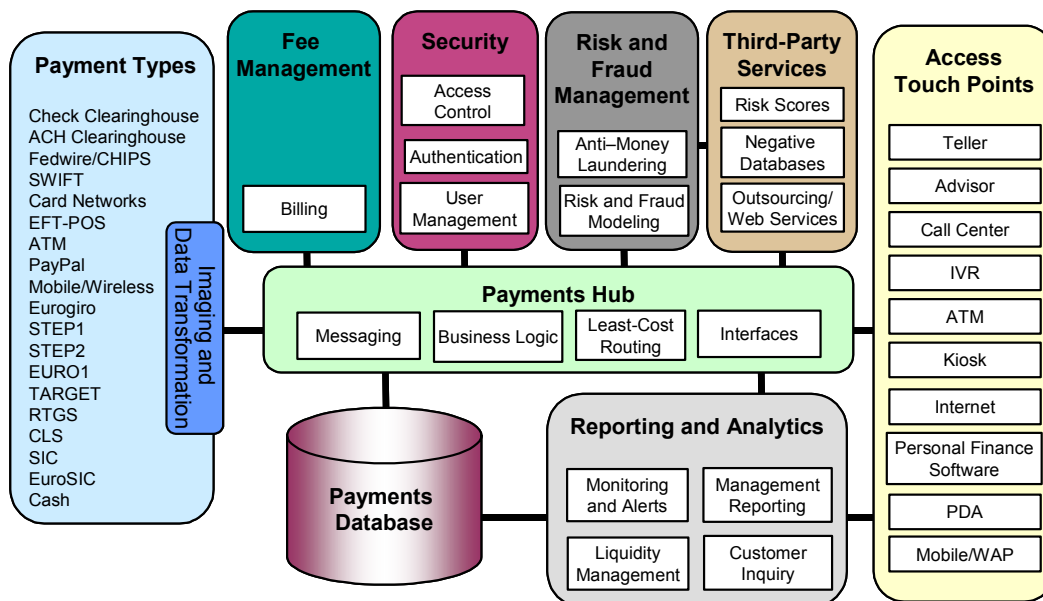 Payment Types
Check Clearinghouse
ACH Clearinghouse
Fedwire/CHIPS
SWIFT
Card Networks
EFT-POS
ATM
PayPal
Mobile/Wireless
Eurogiro
STEP1
STEP2
EURO1
TARGET
RTGS
CLS
SIC
EuroSIC
Cash
Imaging and
Data Transformation
Fee
Management
Billing
Security
Access
Control
Authentication
User
Management
Risk and
Fraud
Management
Anti–Money
Laundering
Risk and Fraud
Modeling
Third-Party
Services
Risk Scores
Negative
Databases
Outsourcing/
Web Services
Payments Hub
Messaging
Business Logic
Least-Cost
Routing
Interfaces
Payments
Database
Reporting and Analytics
Monitoring
and Alerts
Management
Reporting
Liquidity
Management
Customer
Inquiry
Access
Touch Points
Teller
Advisor
Call Center
IVR
ATM
Kiosk
Internet
Personal Finance
Software
PDA
Mobile/WAP